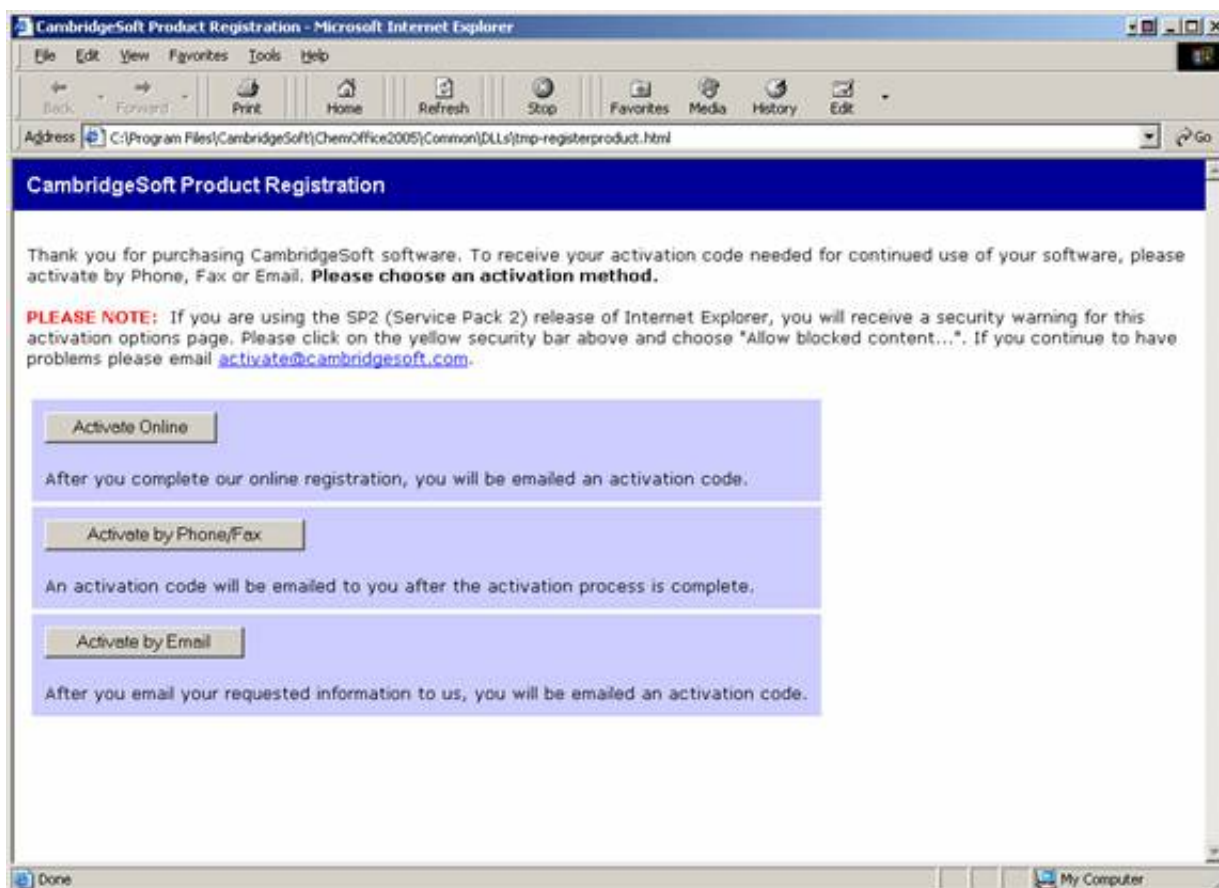 CambridgeSoft Product Registration - Microsoft Internet Explorer
File Edit View Favorites Tools Help
Back Forward Print Home Refresh Stop Favorites Media History Edit
Address C:\Program Files\CambridgeSoft\ChemOffice2005\Common\DLLs\tmp-registerproduct.html Go
CambridgeSoft Product Registration
Thank you for purchasing CambridgeSoft software. To receive your activation code needed for continued use of your software, please
activate by Phone, Fax or Email. Please choose an activation method.
PLEASE NOTE: If you are using the SP2 (Service Pack 2) release of Internet Explorer, you will receive a security warning for this
activation options page. Please click on the yellow security bar above and choose "Allow blocked content...". If you continue to have
problems please email activate@cambridgesoft.com.
Activate Online
After you complete our online registration, you will be emailed an activation code.
Activate by Phone/Fax
An activation code will be emailed to you after the activation process is complete.
Activate by Email
After you email your requested information to us, you will be emailed an activation code.
Done My Computer